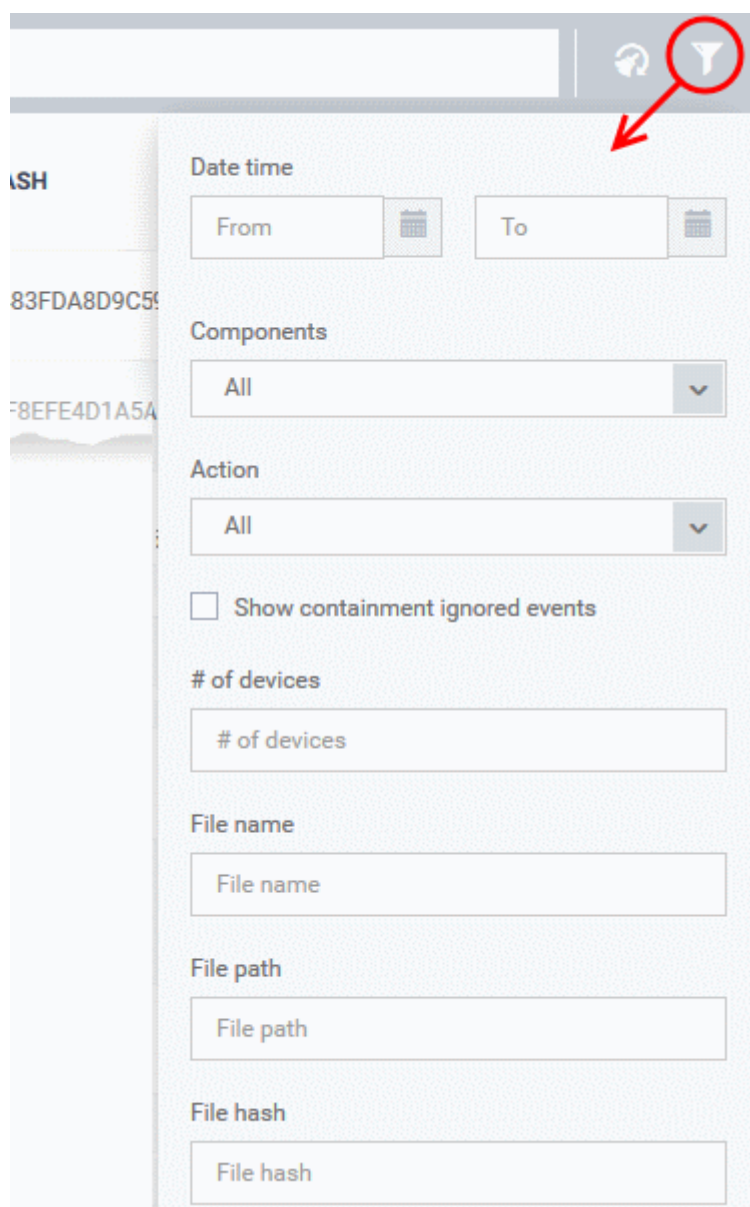 ASH
Date time
From
To
83FDA8D9C59
Components
All
F8EFE4D1A5A
Action
All
Show containment ignored events
# of devices
# of devices
File name
File name
File path
File path
File hash
File hash